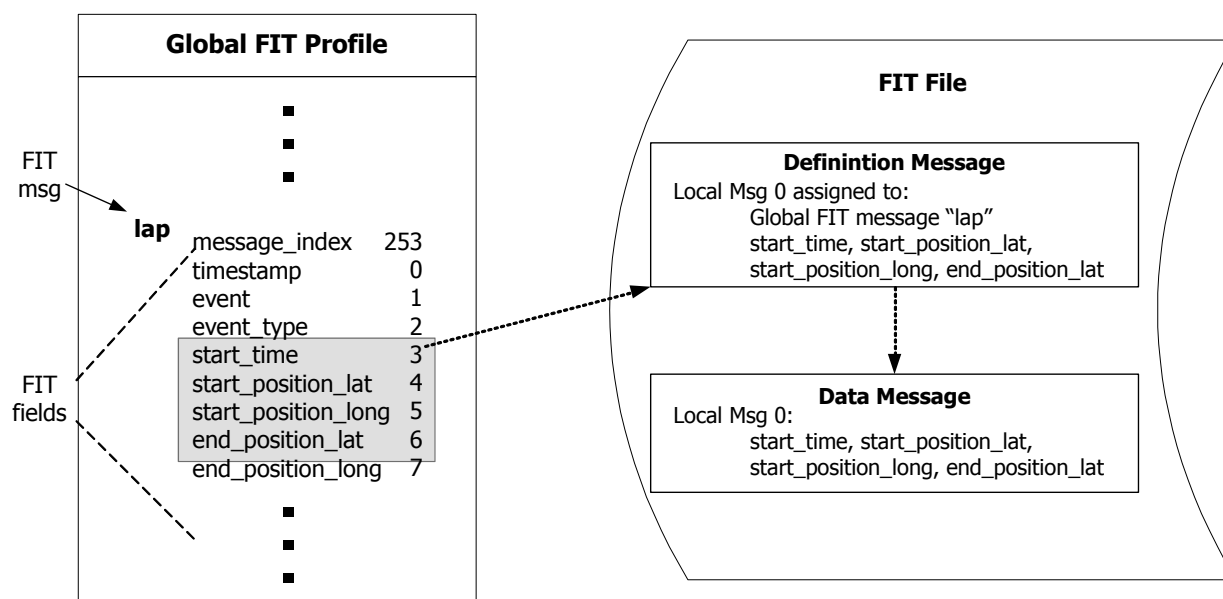 Global FIT Profile
FIT
msg
lap
message_index 253
timestamp 0
event 1
event_type 2
start_time 3
start_position_lat 4
start_position_long 5
end_position_lat 6
end_position_long 7
FIT
fields
FIT File
Definintion Message
Local Msg 0 assigned to:
Global FIT message “lap”
start_time, start_position_lat,
start_position_long, end_position_lat
Data Message
Local Msg 0:
start_time, start_position_lat,
start_position_long, end_position_lat